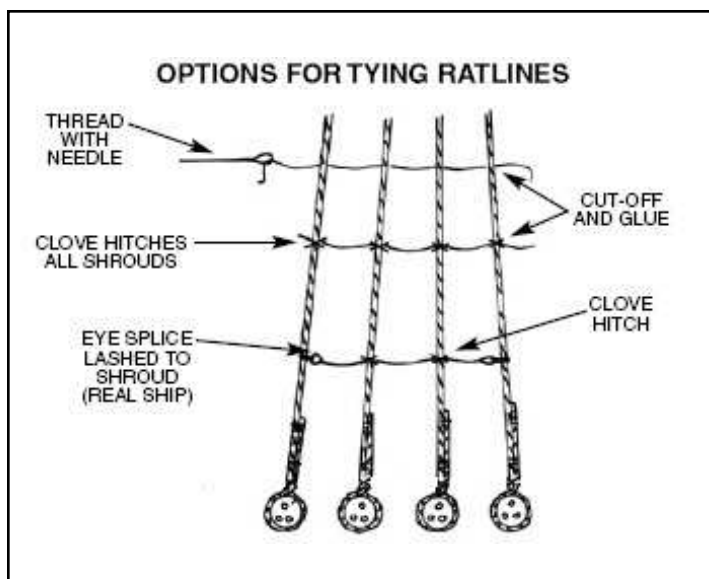 OPTIONS FOR TYING RATLINES
THREAD
WITH
NEEDLE
CUT-OFF
AND GLUE
CLOVE HITCHES
ALL SHROUDS
CLOVE
HITCH
EYE SPLICE
LASHED TO
SHROUD
(REAL SHIP)